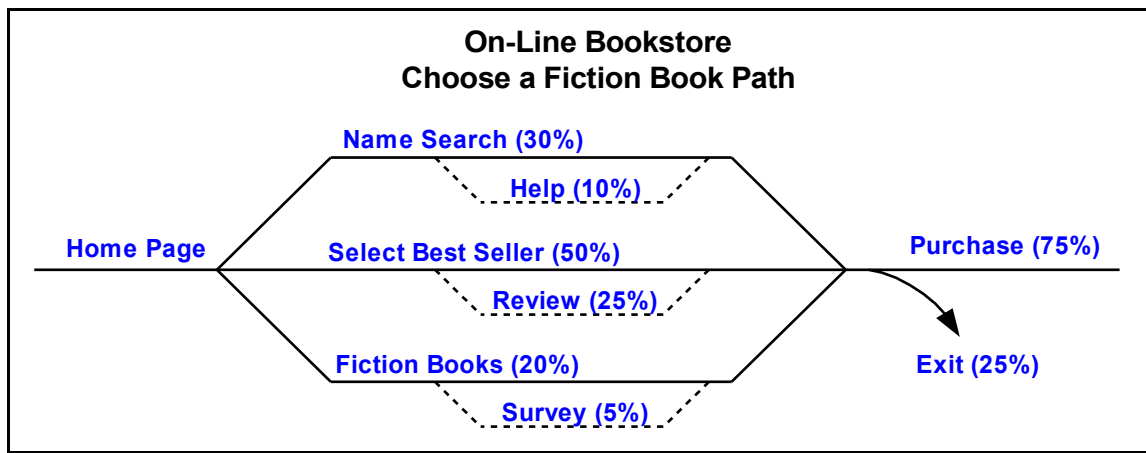 On-Line Bookstore
Choose a Fiction Book Path
Name Search (30%)
Help (10%)
Home Page
Select Best Seller (50%)
Purchase (75%)
Review (25%)
Fiction Books (20%)
Exit (25%)
Survey (5%)